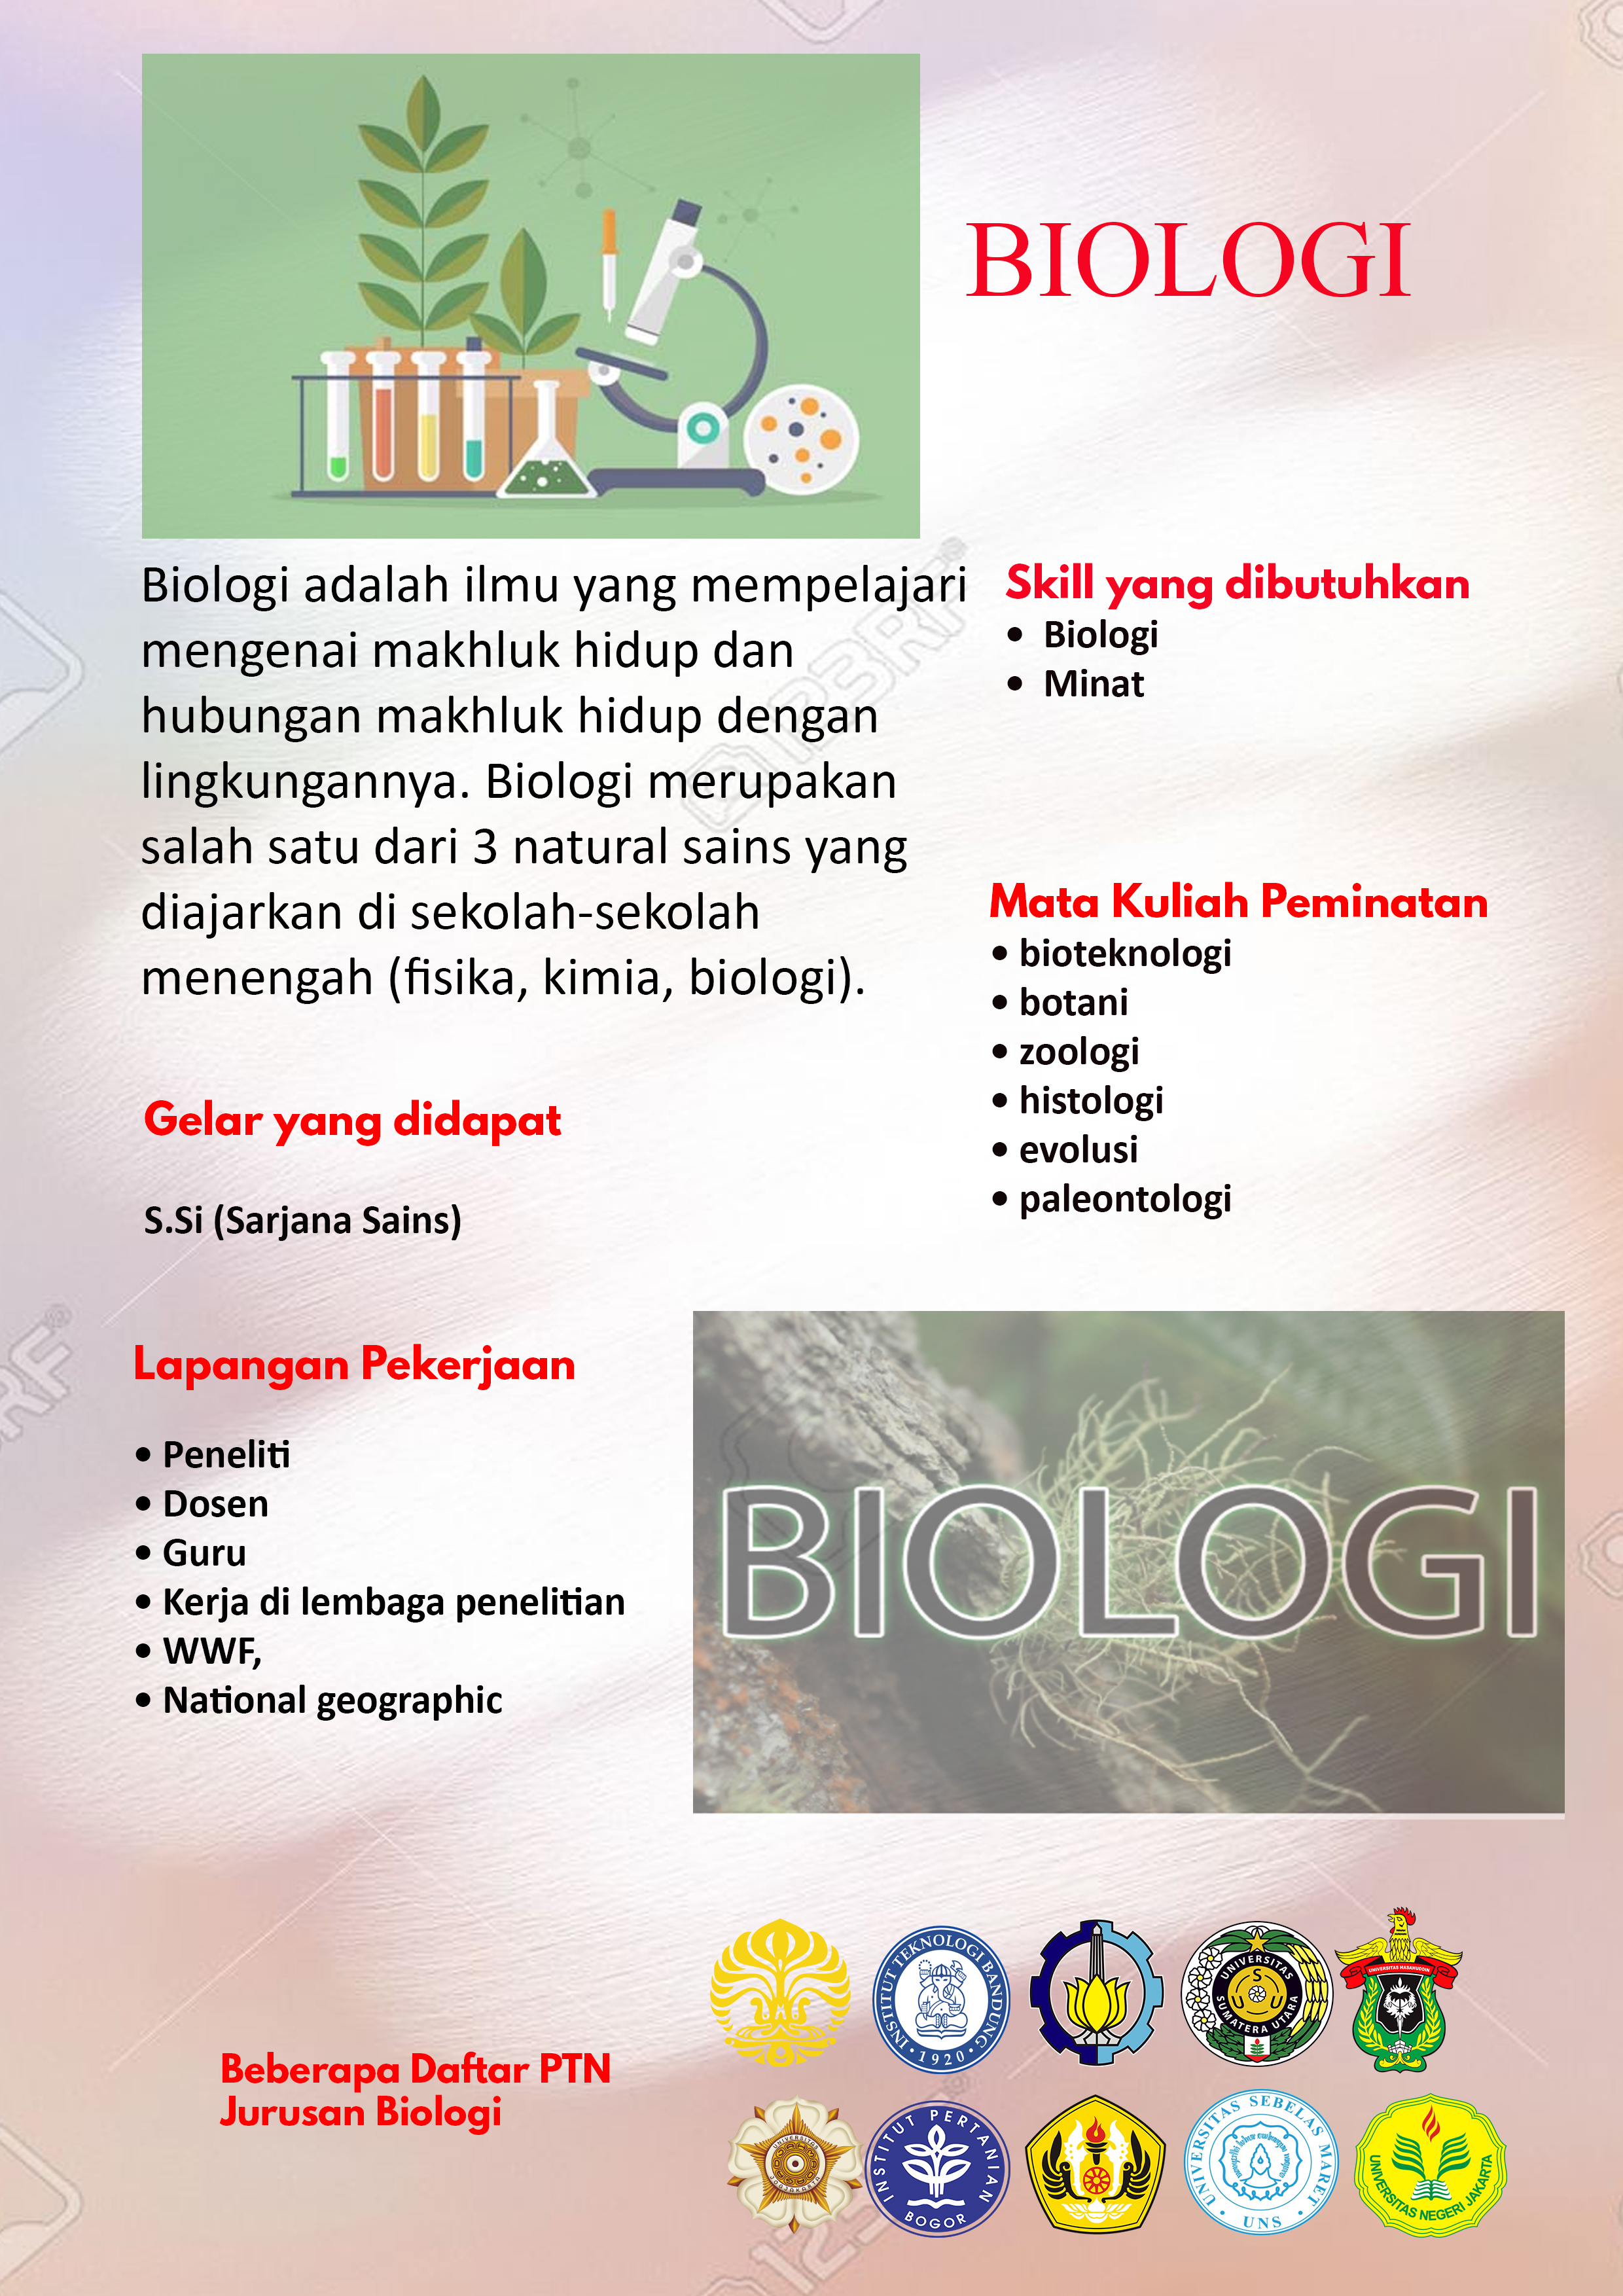 BIOLOGI
Biologi adalah ilmu yang mempelajari
mengenai makhluk hidup dan
hubungan makhluk hidup dengan
lingkungannya. Biologi merupakan
salah satu dari 3 natural sains yang
diajarkan di sekolah-sekolah
menengah (fisika, kimia, biologi).
Skill yang dibutuhkan
• Biologi
• Minat
Mata Kuliah Peminatan
• bioteknologi
• botani
• zoologi
• histologi
• evolusi
• paleontologi
Gelar yang didapat
S.Si (Sarjana Sains)
Lapangan Pekerjaan
• Peneliti
• Dosen
• Guru
• Kerja di lembaga penelitian
• WWF,
• National geographic
BIOLOGI
Beberapa Daftar PTN
Jurusan Biologi
INSTITUT TEKNOLOGI BANDUNG
• 1920 •
UNIVERSITAS
SUMATERA UTARA
U S U
UNIVERSITAS HASANUDDIN
INSTITUT PERTANIAN
BOGOR
UNIVERSITAS SEBELAS MARET
UNS
UNIVERSITAS NEGERI JAKARTA
123RF®